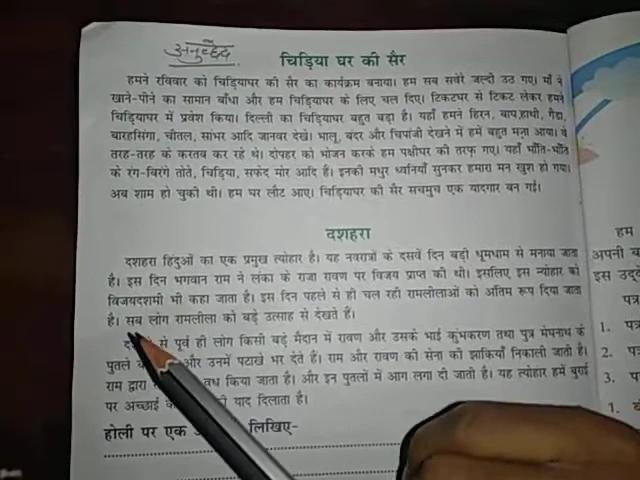 अनुच्छेद
चिड़िया घर की सैर
हमने रविवार को चिड़ियाघर की सैर का कार्यक्रम बनाया। हम सब सवेरे जल्दी उठ गए। माँ ने
खाने-पीने का सामान बाँधा और हम चिड़ियाघर के लिए चल दिए। टिकटघर से टिकट लेकर हमने
चिड़ियाघर में प्रवेश किया। दिल्ली का चिड़ियाघर बहुत बड़ा है। यहाँ हमने हिरन, बाघ, हाथी, गैंडा,
बारहसिंगा, चीतल, सांभर आदि जानवर देखे। भालू, बंदर और चिंपाजी देखने में हमें बहुत मज़ा आया। वे
तरह-तरह के करतब कर रहे थे। दोपहर को भोजन करके हम पक्षीघर की तरफ़ गए। यहाँ भाँति-भाँति
के रंग-बिरंगे तोते, चिड़िया, सफेद मोर आदि हैं। इनकी मधुर ध्वनियाँ सुनकर हमारा मन खुश हो गया।
अब शाम हो चुकी थी। हम घर लौट आए। चिड़ियाघर की सैर सचमुच एक यादगार बन गई।
दशहरा
दशहरा हिंदुओं का एक प्रमुख त्योहार है। यह नवरात्रों के दसवें दिन बड़ी धूमधाम से मनाया जाता
है। इस दिन भगवान राम ने लंका के राजा रावण पर विजय प्राप्त की थी। इसलिए इस त्योहार को
विजयदशमी भी कहा जाता है। इस दिन पहले से ही चल रही रामलीलाओं को अंतिम रूप दिया जाता
है। सब लोग रामलीला को बड़े उत्साह से देखते हैं।
से पूर्व ही लोग किसी बड़े मैदान में रावण और उसके भाई कुंभकरण तथा पुत्र मेघनाथ के
पुतले और उनमें पटाखे भर देते हैं। राम और रावण की सेना की झाकियाँ निकाली जाती हैं।
राम द्वारा वध किया जाता है। और इन पुतलों में आग लगा दी जाती है। यह त्योहार हमें बुराई
पर अच्छाई की याद दिलाता है।
होली पर एक लिखिए-
हम
अपनी
इस
1.
2.
3.
1.